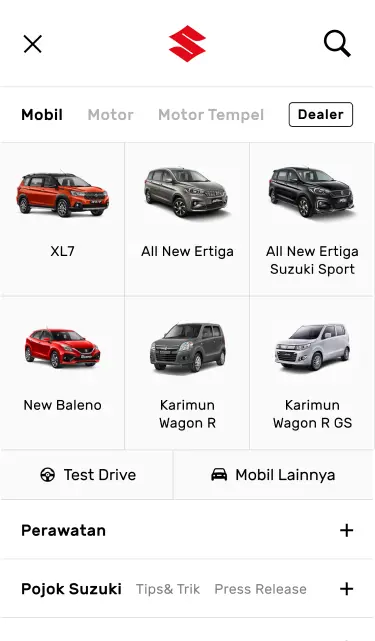 Mobil Motor Motor Tempel Dealer
XL7 All New Ertiga All New Ertiga
Suzuki Sport
New Baleno Karimun Karimun
Wagon R Wagon R GS
Test Drive Mobil Lainnya
Perawatan +
Pojok Suzuki Tips& Trik Press Release +